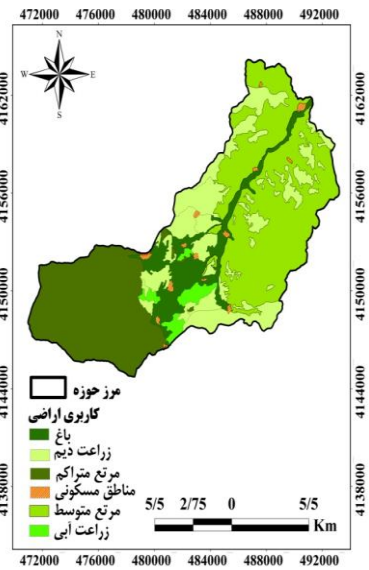 472000 476000 480000 484000 488000 492000
N
W E
S
4162000
4156000
4150000
4144000
4138000
4162000
4156000
4150000
4144000
4138000
مرز حوزه
کاربری اراضی
باغ
زراعت دیم
مرتع متراکم
مناطق مسکونی
مرتع متوسط
زراعت آبی
5/5 2/75 0 5/5
Km
472000 476000 480000 484000 488000 492000